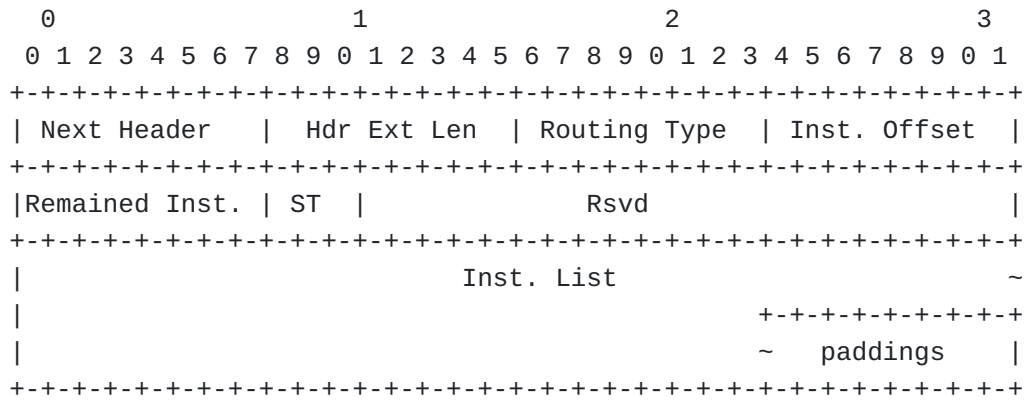 0                   1                   2                   3
 0 1 2 3 4 5 6 7 8 9 0 1 2 3 4 5 6 7 8 9 0 1 2 3 4 5 6 7 8 9 0 1
+-+-+-+-+-+-+-+-+-+-+-+-+-+-+-+-+-+-+-+-+-+-+-+-+-+-+-+-+-+-+-+-+
| Next Header   |  Hdr Ext Len  | Routing Type  | Inst. Offset  |
+-+-+-+-+-+-+-+-+-+-+-+-+-+-+-+-+-+-+-+-+-+-+-+-+-+-+-+-+-+-+-+-+
|Remained Inst. | ST  |              Rsvd                       |
+-+-+-+-+-+-+-+-+-+-+-+-+-+-+-+-+-+-+-+-+-+-+-+-+-+-+-+-+-+-+-+-+
|                            Inst. List                         ~
|                                               +-+-+-+-+-+-+-+-+
|                                               ~   paddings    |
+-+-+-+-+-+-+-+-+-+-+-+-+-+-+-+-+-+-+-+-+-+-+-+-+-+-+-+-+-+-+-+-+